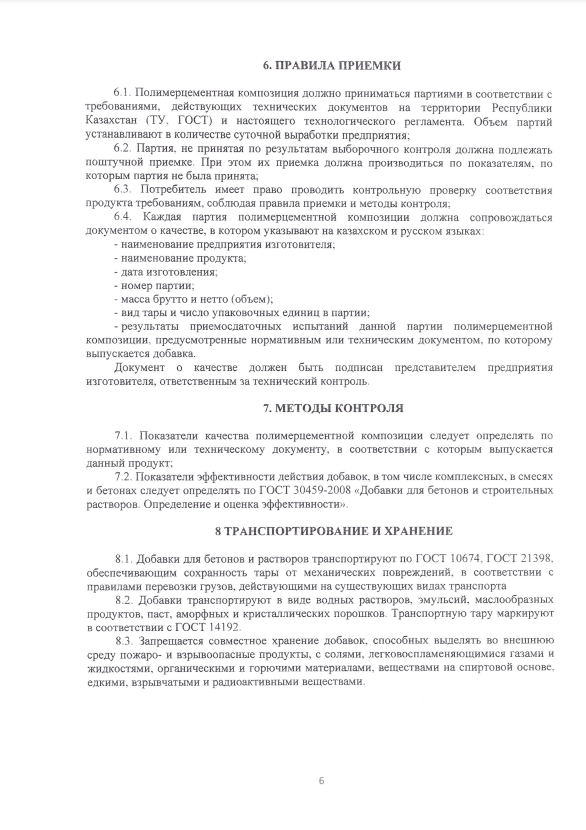 6. ПРАВИЛА ПРИЕМКИ
6.1. Полимерцементная композиция должно приниматься партиями в соответствии с
требованиями, действующих технических документов на территории Республики
Казахстан (ТУ, ГОСТ) и настоящего технологического регламента. Объем партий
устанавливают в количестве суточной выработки предприятия;
6.2. Партия, не принятая по результатам выборочного контроля должна подлежать
поштучной приемке. При этом их приемка должна производиться по показателям, по
которым партия не была принята;
6.3. Потребитель имеет право проводить контрольную проверку соответствия
продукта требованиям, соблюдая правила приемки и методы контроля;
6.4. Каждая партия полимерцементной композиции должна сопровождаться
документом о качестве, в котором указывают на казахском и русском языках:
- наименование предприятия изготовителя;
- наименование продукта;
- дата изготовления;
- номер партии;
- масса брутто и нетто (объем);
- вид тары и число упаковочных единиц в партии;
- результаты приемосдаточных испытаний данной партии полимерцементной
композиции, предусмотренные нормативным или техническим документом, по которому
выпускается добавка.
Документ о качестве должен быть подписан представителем предприятия
изготовителя, ответственным за технический контроль.
7. МЕТОДЫ КОНТРОЛЯ
7.1. Показатели качества полимерцементной композиции следует определять по
нормативному или техническому документу, в соответствии с которым выпускается
данный продукт;
7.2. Показатели эффективности действия добавок, в том числе комплексных, в смесях
и бетонах следует определять по ГОСТ 30459-2008 «Добавки для бетонов и строительных
растворов. Определение и оценка эффективности».
8 ТРАНСПОРТИРОВАНИЕ И ХРАНЕНИЕ
8.1. Добавки для бетонов и растворов транспортируют по ГОСТ 10674, ГОСТ 21398,
обеспечивающим сохранность тары от механических повреждений, в соответствии с
правилами перевозки грузов, действующими на существующих видах транспорта
8.2. Добавки транспортируют в виде водных растворов, эмульсий, маслообразных
продуктов, паст, аморфных и кристаллических порошков. Транспортную тару маркируют
в соответствии с ГОСТ 14192.
8.3. Запрещается совместное хранение добавок, способных выделять во внешнюю
среду пожаро- и взрывоопасные продукты, с солями, легковоспламеняющимися газами и
жидкостями, органическими и горючими материалами, веществами на спиртовой основе,
едкими, взрывчатыми и радиоактивными веществами.
6